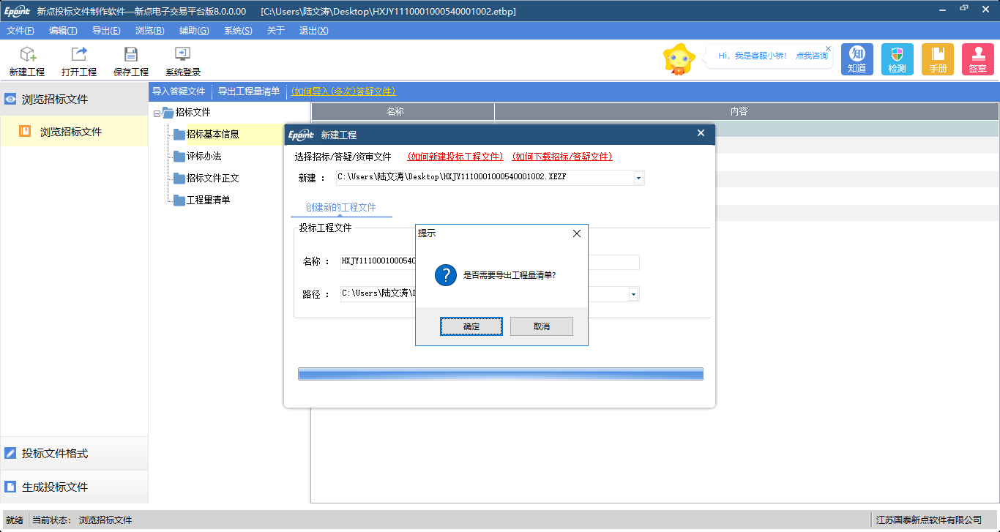 Epoint 新点投标文件制作软件—新点电子交易平台版8.0.0.00 [C:\Users\陆文涛\Desktop\HXJY1110001000540001002.etbp]
文件(F) 编辑(T) 导出(E) 浏览(B) 辅助(G) 系统(S) 关于 退出(X)
新建工程 打开工程 保存工程 系统登录
Hi，我是客服小桥！ 点我咨询
知 知道 检测 手册 签章
浏览招标文件
导入答疑文件 导出工程量清单 (如何导入(多次)答疑文件)
浏览招标文件
招标文件
招标基本信息
评标办法
招标文件正文
工程量清单
名称 内容
Epoint 新建工程
选择招标/答疑/资审文件 (如何新建投标工程文件) (如何下载招标/答疑文件)
新建 ： C:\Users\陆文涛\Desktop\HXJY1110001000540001002.XEZF
创建新的工程文件
投标工程文件
名称 ： HXJY111000100054
路径 ： C:\Users\陆文涛\
提示
是否需要导出工程量清单?
确定 取消
投标文件格式
生成投标文件
就绪 当前状态: 浏览招标文件 江苏国泰新点软件有限公司